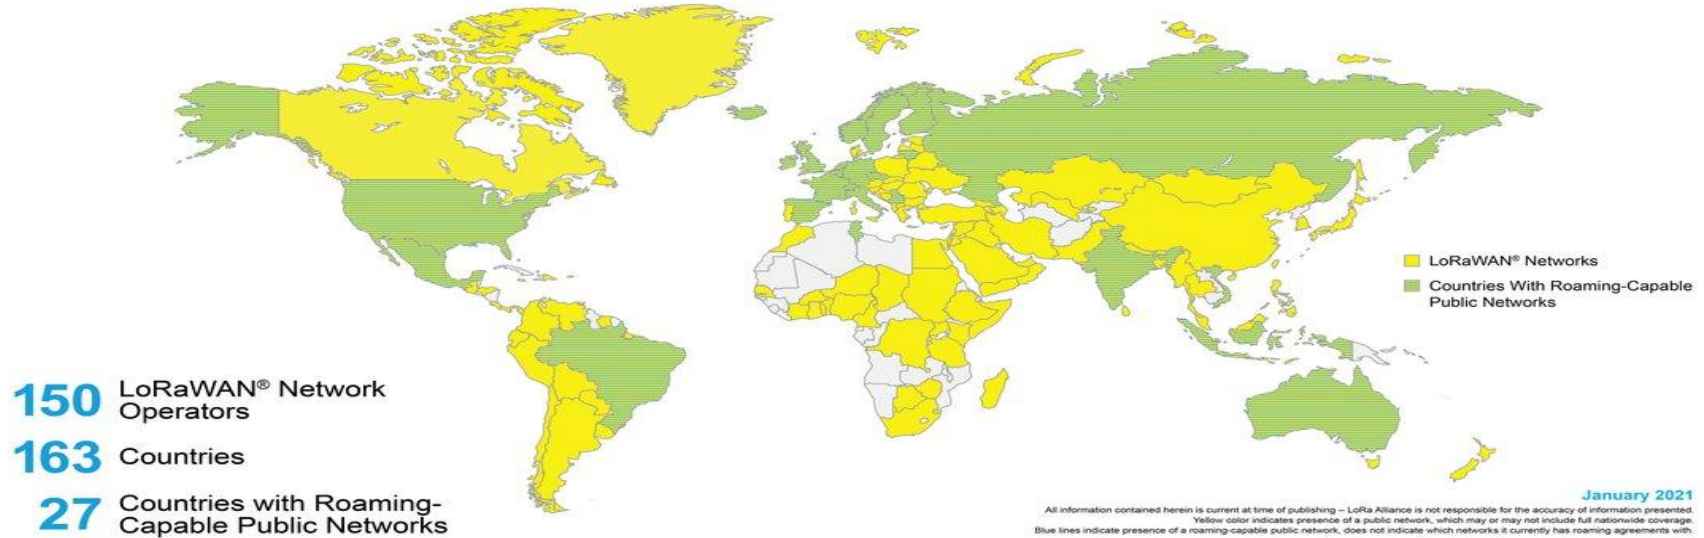 LoRaWAN® Networks
Countries With Roaming-Capable
Public Networks
150 LoRaWAN® Network
Operators
163 Countries
27 Countries with Roaming-
Capable Public Networks
January 2021
All information contained herein is current at time of publishing – LoRa Alliance is not responsible for the accuracy of information presented.
Yellow color indicates presence of a public network, which may or may not include full nationwide coverage.
Blue lines indicate presence of a roaming-capable public network, does not indicate which networks it currently has roaming agreements with.